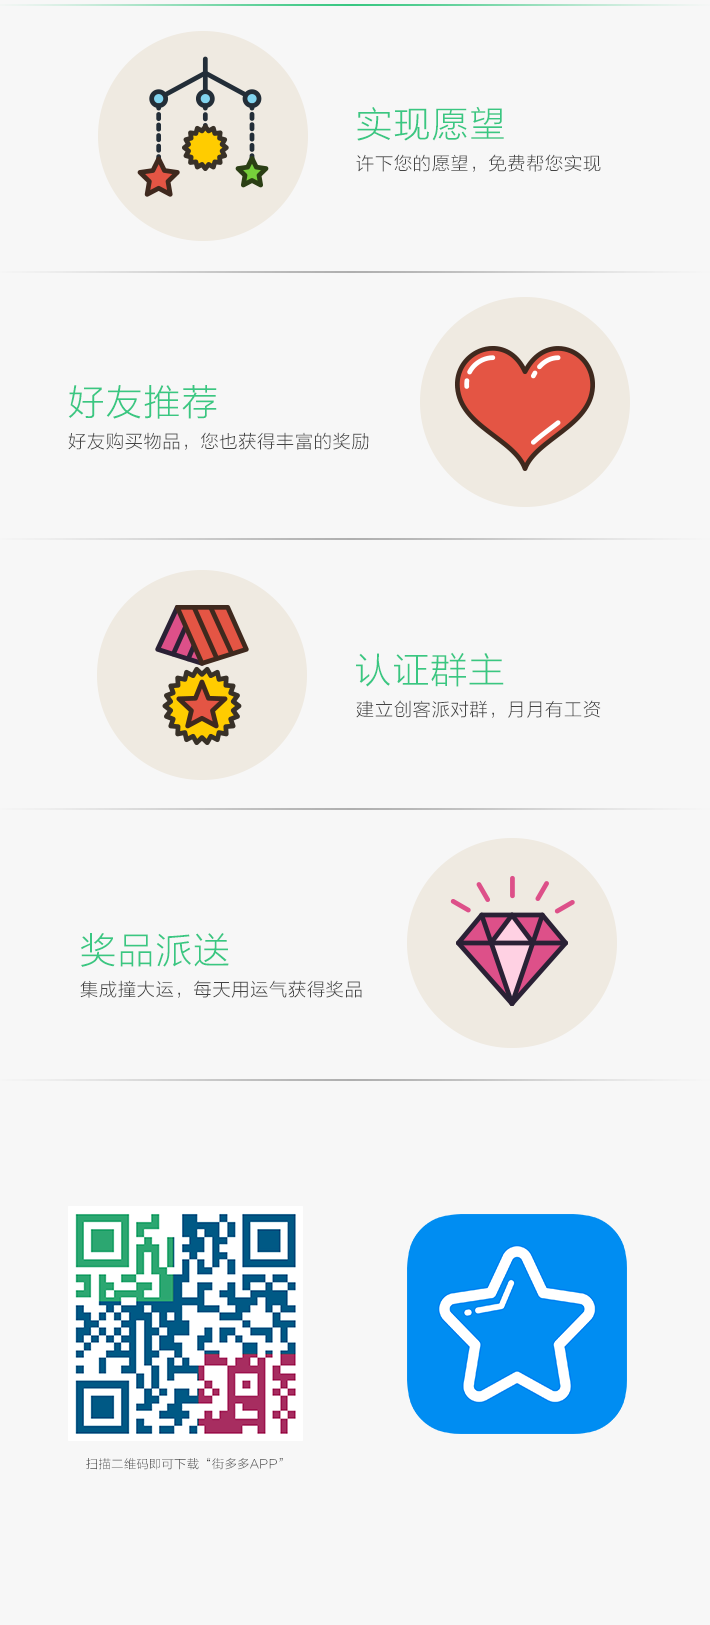 实现愿望
许下您的愿望，免费帮您实现
好友推荐
好友购买物品，您也获得丰富的奖励
认证群主
建立创客派对群，月月有工资
奖品派送
集成撞大运，每天用运气获得奖品
扫描二维码即可下载“街多多APP”